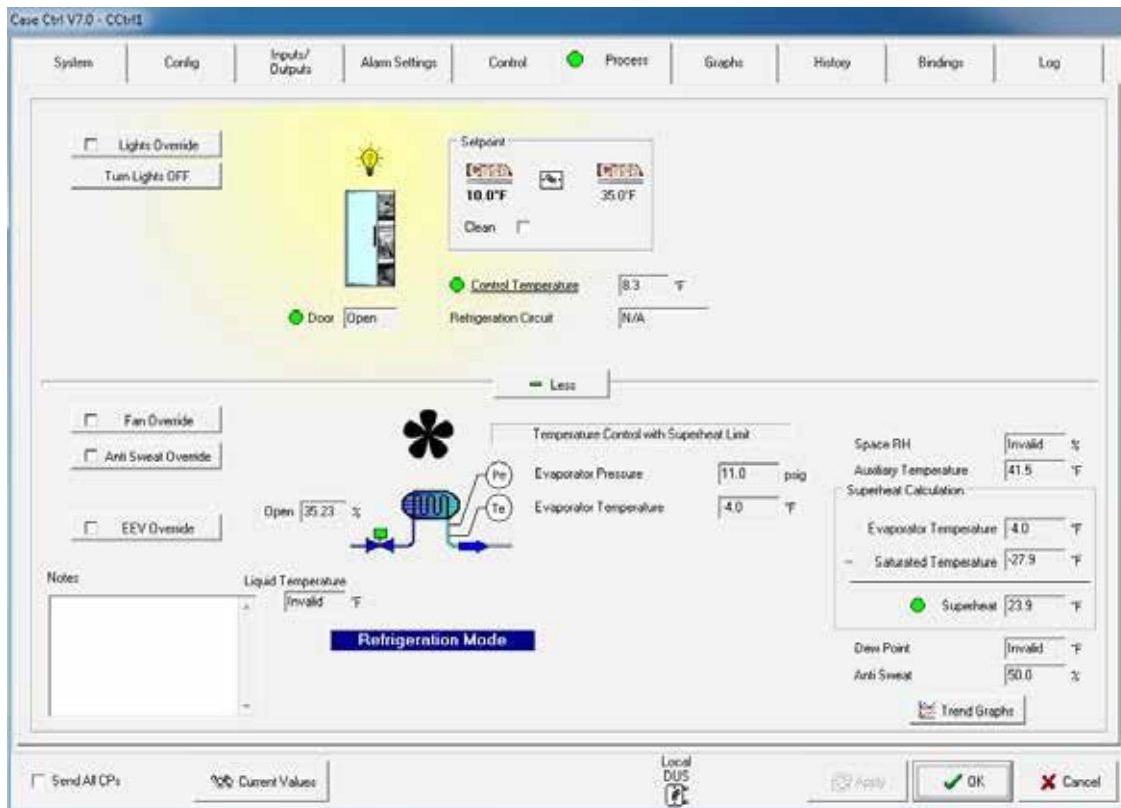 Case Ctrl V7.0 - CCtrl1
System
Config
Inputs/
Outputs
Alarm Settings
Control
Process
Graphs
History
Bindings
Log
Lights Override
Turn Lights OFF
Setpoint
10.0°F
35.0°F
Clean
Control Temperature 8.3 °F
Door Open
Refrigeration Circuit N/A
Less
Fan Override
Anti Sweat Override
EEV Override
Temperature Control with Superheat Limit
Pe Evaporator Pressure 11.0 psig
Te Evaporator Temperature -4.0 °F
Open 35.23 %
Liquid Temperature
Invalid °F
Notes
Refrigeration Mode
Space RH Invalid %
Auxiliary Temperature 41.5 °F
Superheat Calculation
Evaporator Temperature -4.0 °F
- Saturated Temperature -27.9 °F
Superheat 23.9 °F
Dew Point Invalid °F
Anti Sweat 50.0 %
Trend Graphs
Send All CPs
Current Values
Local
DUS
Apply
OK
Cancel